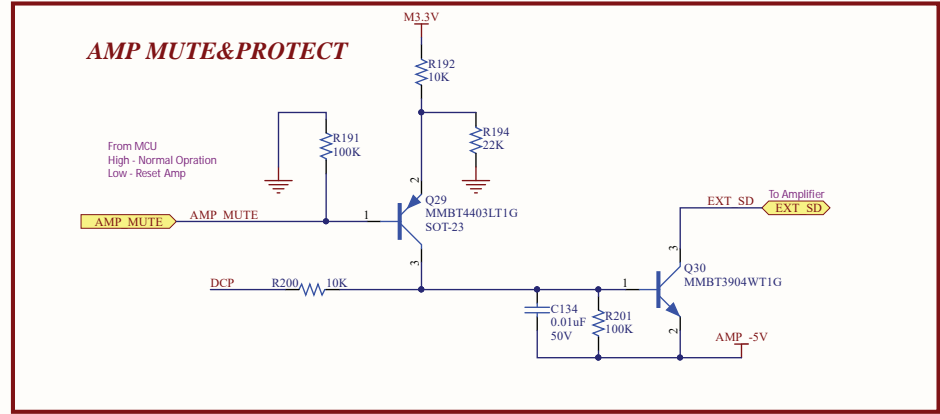 M3.3V
AMP MUTE&PROTECT
R192
10K
R191
100K
R194
22K
From MCU
High - Normal Opration
Low - Reset Amp
2
Q29
MMBT4403LT1G
SOT-23
AMP_MUTE
AMP_MUTE
1
3
To Amplifier
EXT_SD
EXT_SD
3
Q30
MMBT3904WT1G
DCP
R200
10K
1
C134
0.01uF
50V
R201
100K
2
AMP_-5V